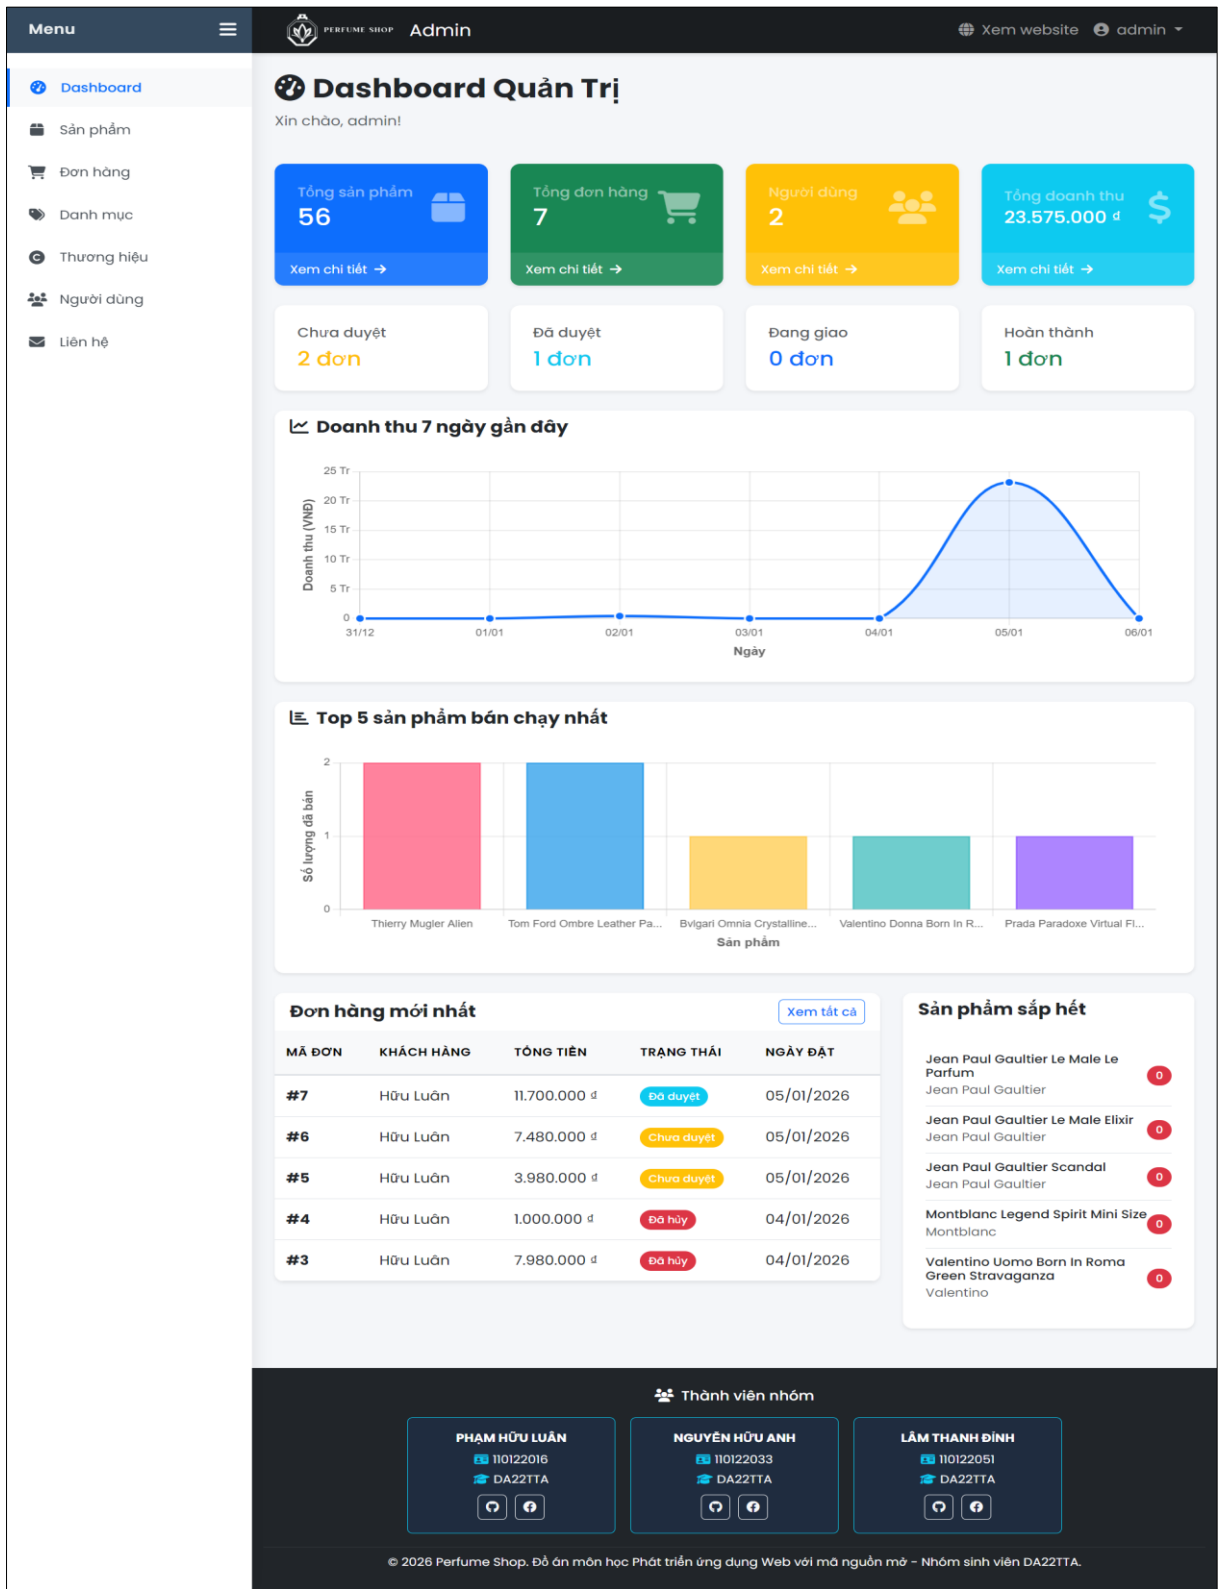 Menu
PERFUME SHOP Admin
Xem website admin
Dashboard
Sản phẩm
Đơn hàng
Danh mục
Thương hiệu
Người dùng
Liên hệ
Dashboard Quản Trị
Xin chào, admin!
Tổng sản phẩm
56
Xem chi tiết →
Tổng đơn hàng
7
Xem chi tiết →
Người dùng
2
Xem chi tiết →
Tổng doanh thu
23.575.000 ₫
Xem chi tiết →
Chưa duyệt
2 đơn
Đã duyệt
1 đơn
Đang giao
0 đơn
Hoàn thành
1 đơn
Doanh thu 7 ngày gần đây
Doanh thu (VNĐ)
25 Tr
20 Tr
15 Tr
10 Tr
5 Tr
0
31/12 01/01 02/01 03/01 04/01 05/01 06/01
Ngày
Top 5 sản phẩm bán chạy nhất
Số lượng đã bán
2
1
0
Thierry Mugler Alien Tom Ford Ombre Leather Pa... Bvlgari Omnia Crystalline... Valentino Donna Born In R... Prada Paradoxe Virtual Fl...
Sản phẩm
Đơn hàng mới nhất Xem tất cả
MÃ ĐƠN KHÁCH HÀNG TỔNG TIỀN TRẠNG THÁI NGÀY ĐẶT
#7 Hữu Luân 11.700.000 ₫ Đã duyệt 05/01/2026
#6 Hữu Luân 7.480.000 ₫ Chưa duyệt 05/01/2026
#5 Hữu Luân 3.980.000 ₫ Chưa duyệt 05/01/2026
#4 Hữu Luân 1.000.000 ₫ Đã hủy 04/01/2026
#3 Hữu Luân 7.980.000 ₫ Đã hủy 04/01/2026
Sản phẩm sắp hết
Jean Paul Gaultier Le Male Le
Parfum
Jean Paul Gaultier
0
Jean Paul Gaultier Le Male Elixir
Jean Paul Gaultier
0
Jean Paul Gaultier Scandal
Jean Paul Gaultier
0
Montblanc Legend Spirit Mini Size
Montblanc
0
Valentino Uomo Born In Roma
Green Stravaganza
Valentino
0
Thành viên nhóm
PHẠM HỮU LUÂN
110122016
DA22TTA
NGUYỄN HỮU ANH
110122033
DA22TTA
LÂM THANH ĐỈNH
110122051
DA22TTA
© 2026 Perfume Shop. Đồ án môn học Phát triển ứng dụng Web với mã nguồn mở - Nhóm sinh viên DA22TTA.